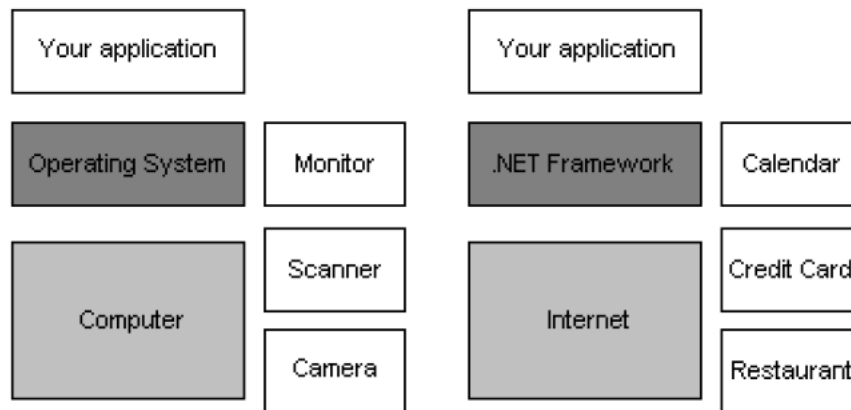 Your application
Operating System
Monitor
Computer
Scanner
Camera
Your application
.NET Framework
Calendar
Internet
Credit Card
Restaurant